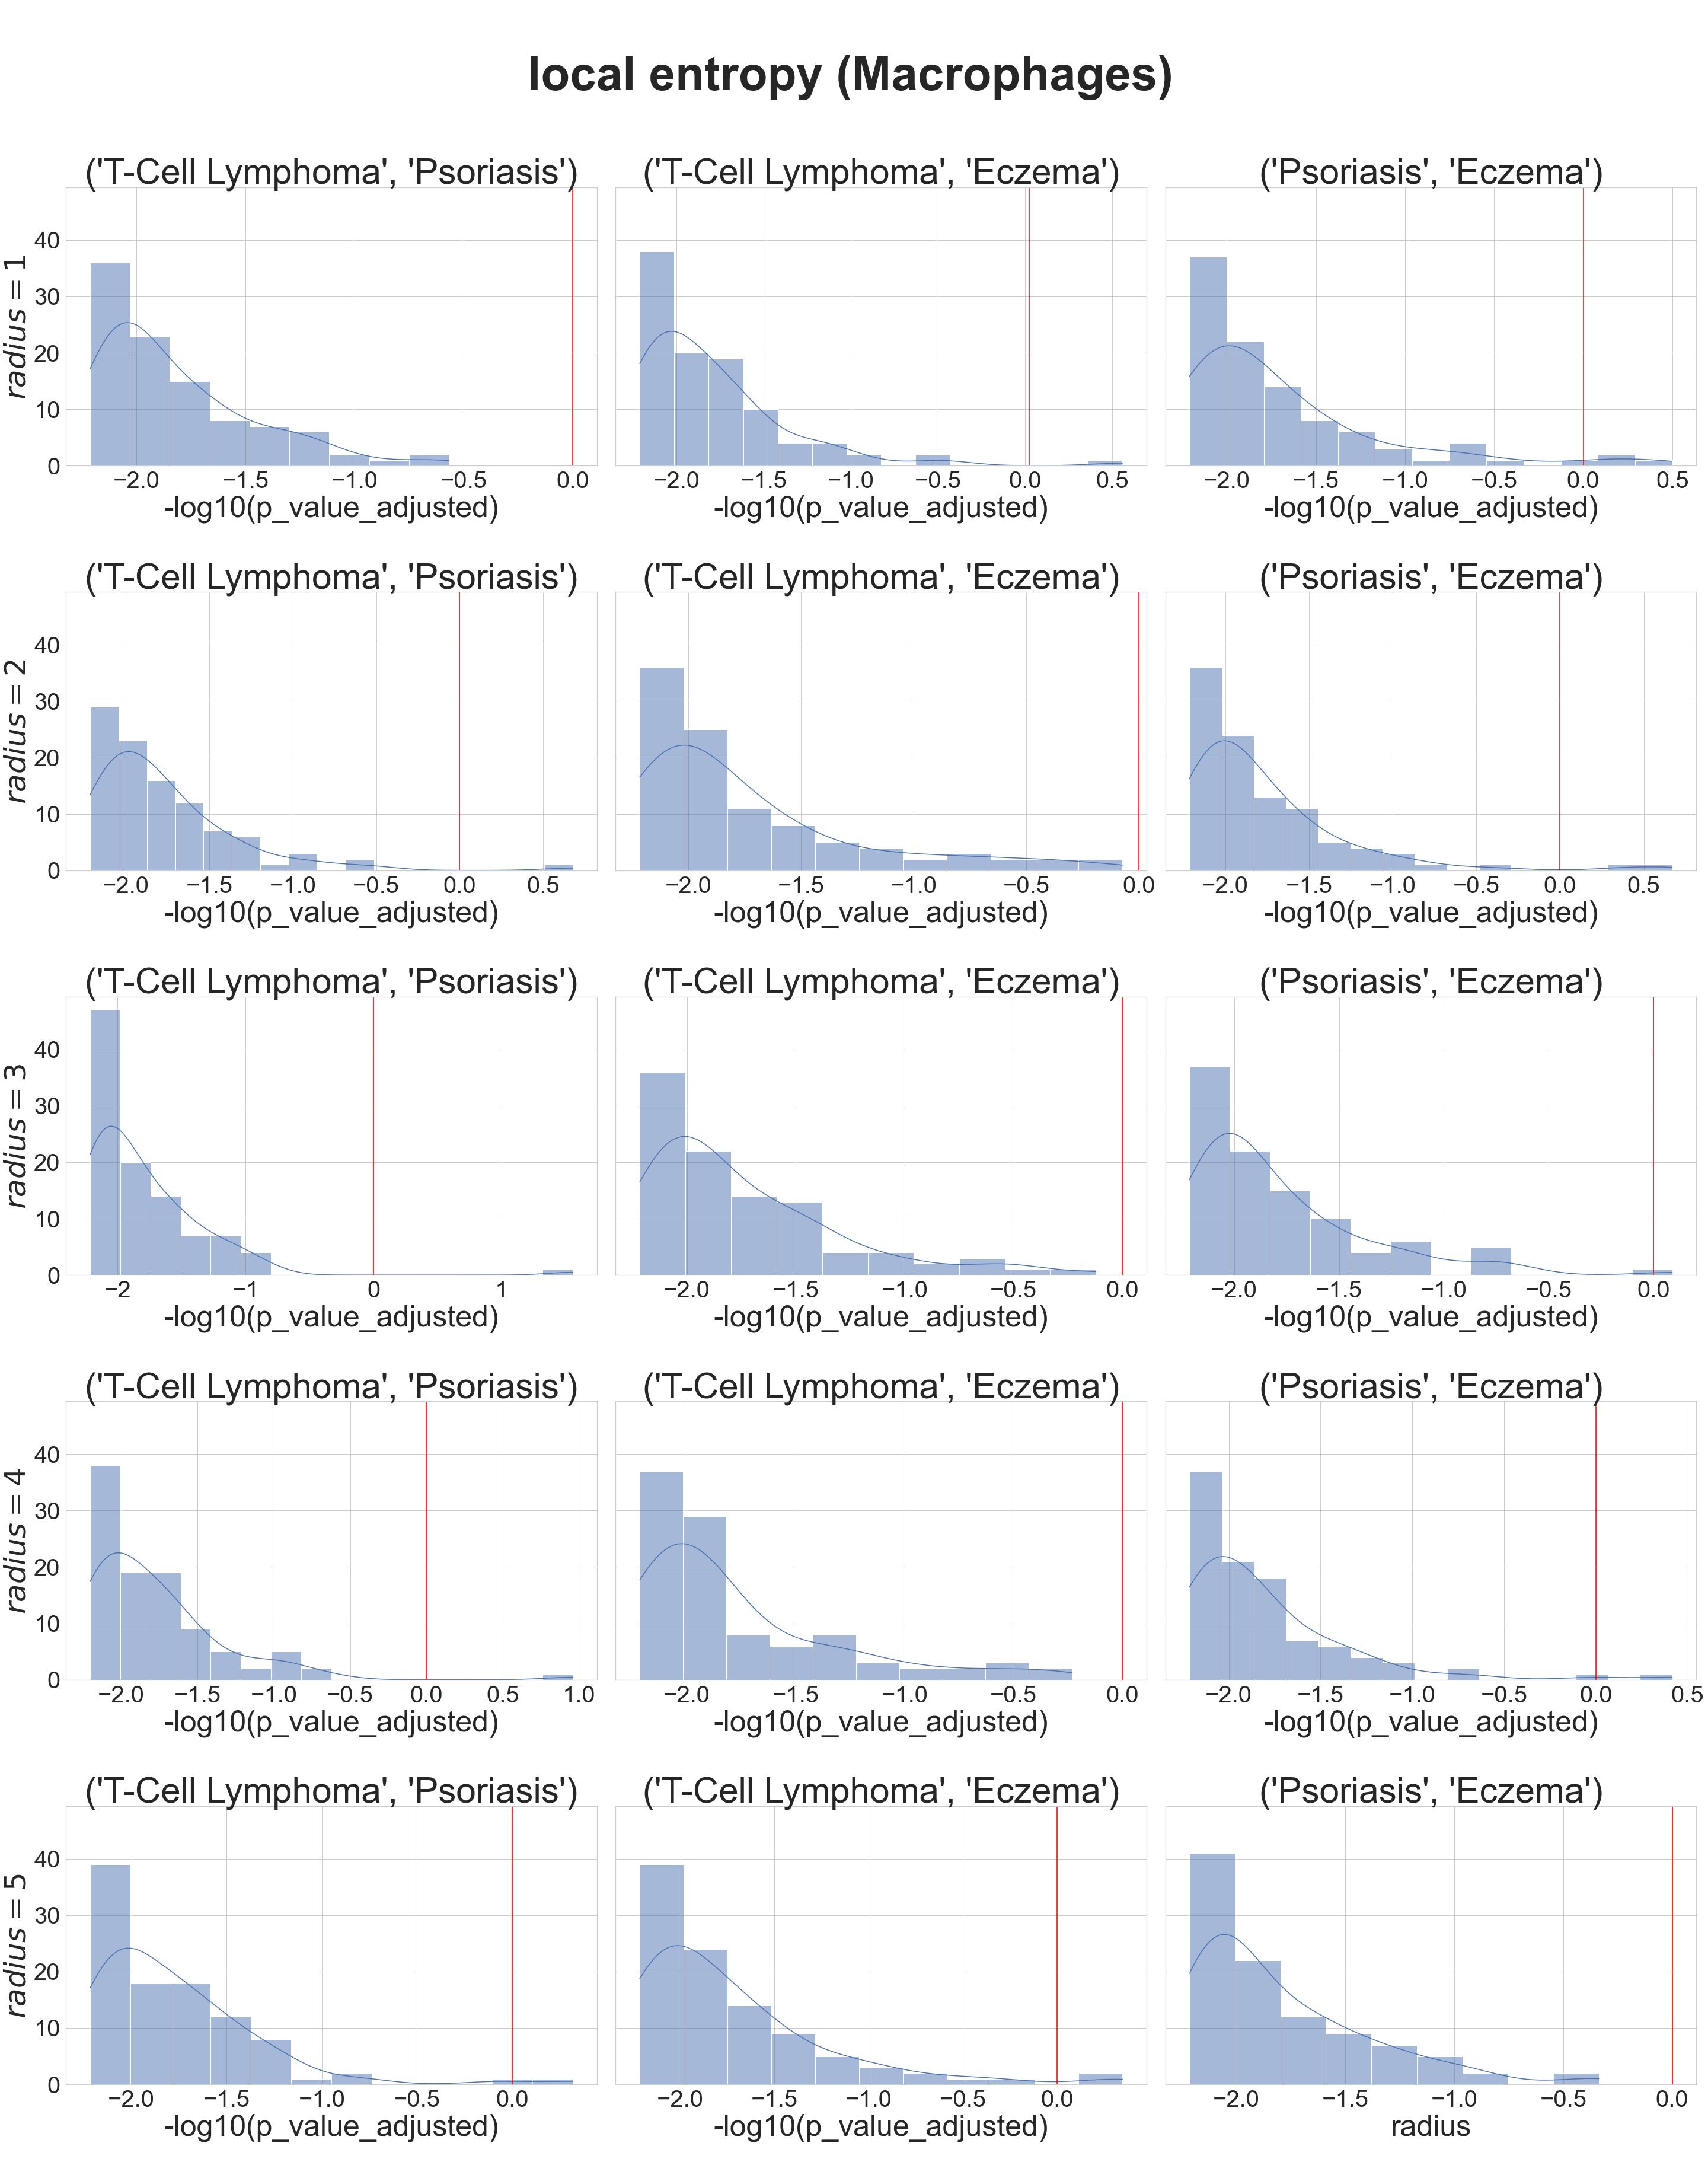 local entropy (Macrophages)
('T-Cell Lymphoma', 'Psoriasis') ('T-Cell Lymphoma', 'Eczema') ('Psoriasis', 'Eczema')
radius = 1
40
30
20
10
0
−2.0 −1.5 −1.0 −0.5 0.0 −2.0 −1.5 −1.0 −0.5 0.0 0.5 −2.0 −1.5 −1.0 −0.5 0.0 0.5
-log10(p_value_adjusted) -log10(p_value_adjusted) -log10(p_value_adjusted)
('T-Cell Lymphoma', 'Psoriasis') ('T-Cell Lymphoma', 'Eczema') ('Psoriasis', 'Eczema')
radius = 2
40
30
20
10
0
−2.0 −1.5 −1.0 −0.5 0.0 0.5 −2.0 −1.5 −1.0 −0.5 0.0 −2.0 −1.5 −1.0 −0.5 0.0 0.5
-log10(p_value_adjusted) -log10(p_value_adjusted) -log10(p_value_adjusted)
('T-Cell Lymphoma', 'Psoriasis') ('T-Cell Lymphoma', 'Eczema') ('Psoriasis', 'Eczema')
radius = 3
40
30
20
10
0
−2 −1 0 1 −2.0 −1.5 −1.0 −0.5 0.0 −2.0 −1.5 −1.0 −0.5 0.0
-log10(p_value_adjusted) -log10(p_value_adjusted) -log10(p_value_adjusted)
('T-Cell Lymphoma', 'Psoriasis') ('T-Cell Lymphoma', 'Eczema') ('Psoriasis', 'Eczema')
radius = 4
40
30
20
10
0
−2.0 −1.5 −1.0 −0.5 0.0 0.5 1.0 −2.0 −1.5 −1.0 −0.5 0.0 −2.0 −1.5 −1.0 −0.5 0.0 0.5
-log10(p_value_adjusted) -log10(p_value_adjusted) -log10(p_value_adjusted)
('T-Cell Lymphoma', 'Psoriasis') ('T-Cell Lymphoma', 'Eczema') ('Psoriasis', 'Eczema')
radius = 5
40
30
20
10
0
−2.0 −1.5 −1.0 −0.5 0.0 −2.0 −1.5 −1.0 −0.5 0.0 −2.0 −1.5 −1.0 −0.5 0.0
-log10(p_value_adjusted) -log10(p_value_adjusted) radius